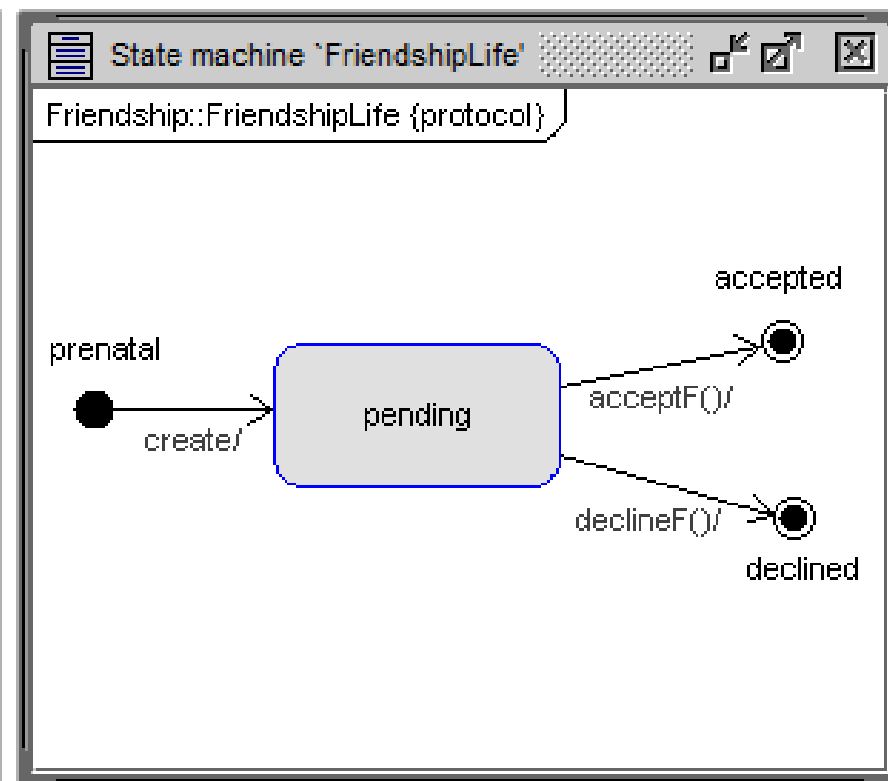 State machine `FriendshipLife'
Friendship::FriendshipLife {protocol}
accepted
prenatal
pending
acceptF()/
create/
declineF()/
declined